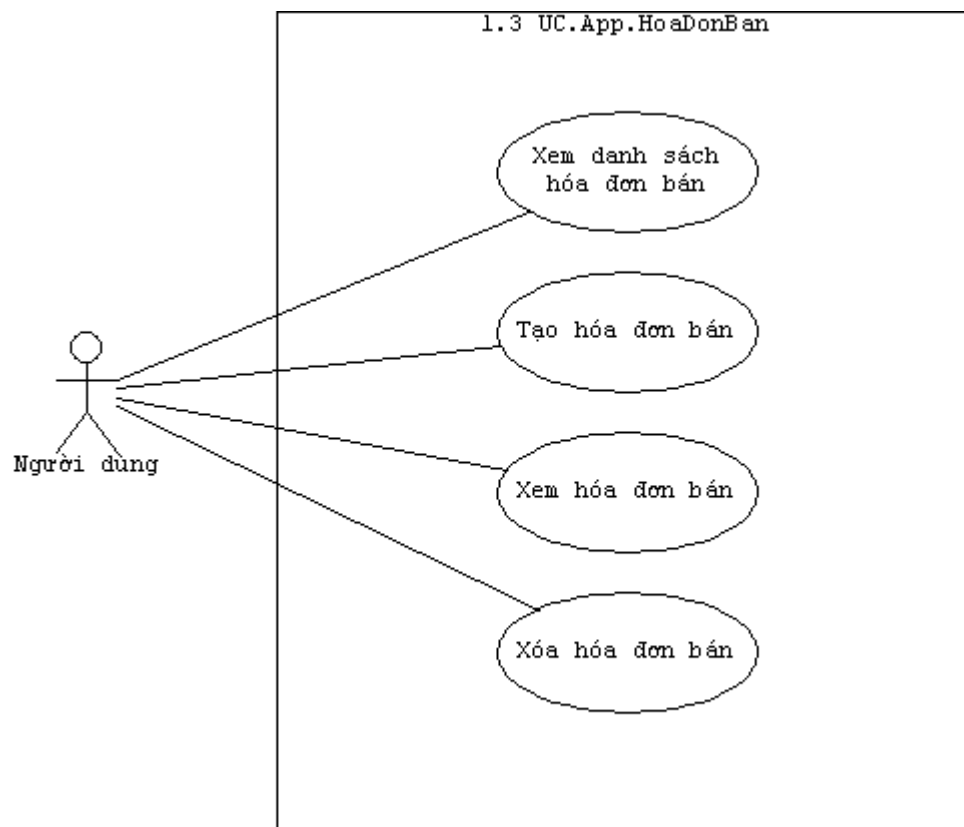 1.3 UC.App.HoaDonBan
Xem danh sách
hóa đơn bán
Tạo hóa đơn bán
Người dùng
Xem hóa đơn bán
Xóa hóa đơn bán